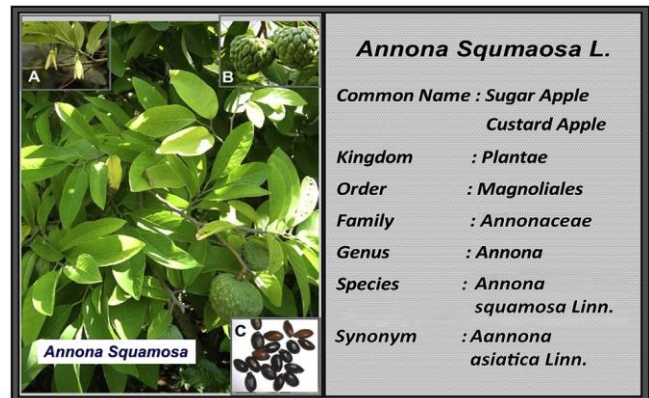 A
B
C
Annona Squamosa
Annona Squmaosa L.
Common Name : Sugar Apple
Custard Apple
Kingdom : Plantae
Order : Magnoliales
Family : Annonaceae
Genus : Annona
Species : Annona
squamosa Linn.
Synonym : Aannona
asiatica Linn.